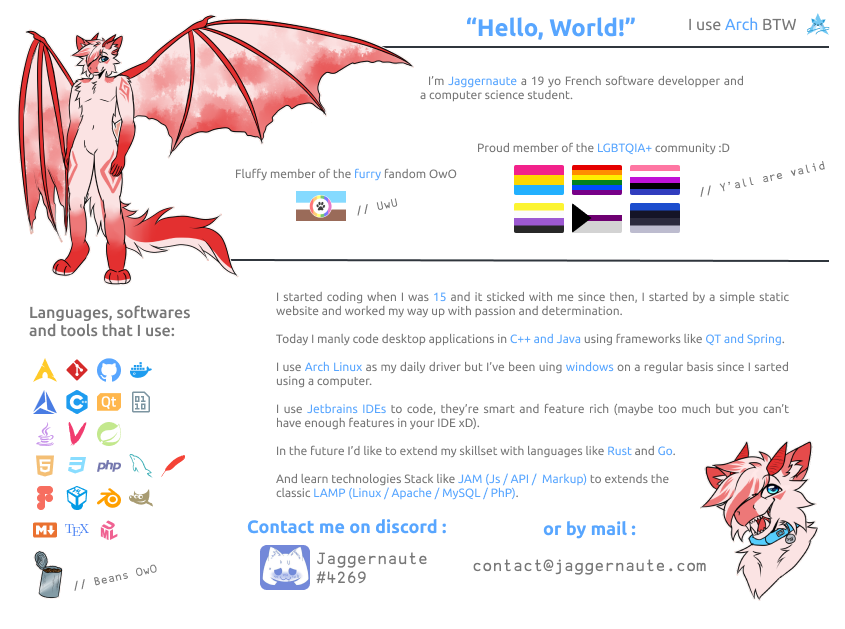 “Hello, World!”
I use Arch BTW
I’m Jaggernaute a 19 yo French software developper and
a computer science student.
Proud member of the LGBTQIA+ community :D
// Y'all are valid
Fluffy member of the furry fandom OwO
// UwU
Languages, softwares
and tools that I use:
Qt
01
10
5
3
php
TEX
ML
// Beans OwO
I started coding when I was 15 and it sticked with me since then, I started by a simple static
website and worked my way up with passion and determination.
Today I manly code desktop applications in C++ and Java using frameworks like QT and Spring.
I use Arch Linux as my daily driver but I’ve been uing windows on a regular basis since I sarted
using a computer.
I use Jetbrains IDEs to code, they’re smart and feature rich (maybe too much but you can’t
have enough features in your IDE xD).
In the future I’d like to extend my skillset with languages like Rust and Go.
And learn technologies Stack like JAM (Js / API / Markup) to extends the
classic LAMP (Linux / Apache / MySQL / PhP).
Contact me on discord :
Jaggernaute
#4269
or by mail :
contact@jaggernaute.com